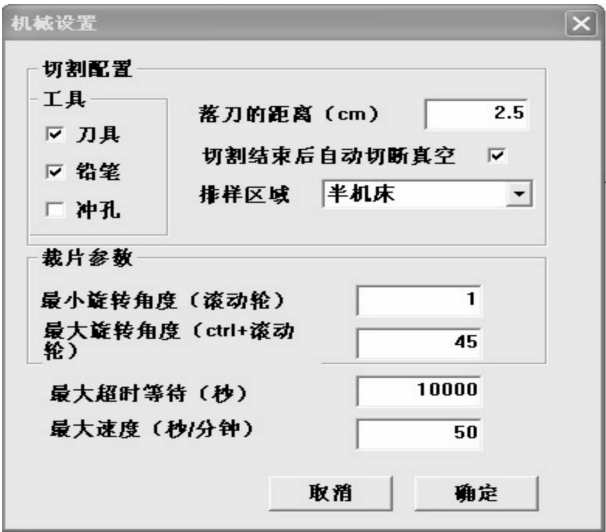 机械设置
切割配置
工具
刀具
铅笔
冲孔
落刀的距离（cm） 2.5
切割结束后自动切断真空
排样区域 半机床
裁片参数
最小旋转角度（滚动轮） 1
最大旋转角度（ctrl+滚动
轮） 45
最大超时等待（秒） 10000
最大速度（秒/分钟） 50
取消 确定